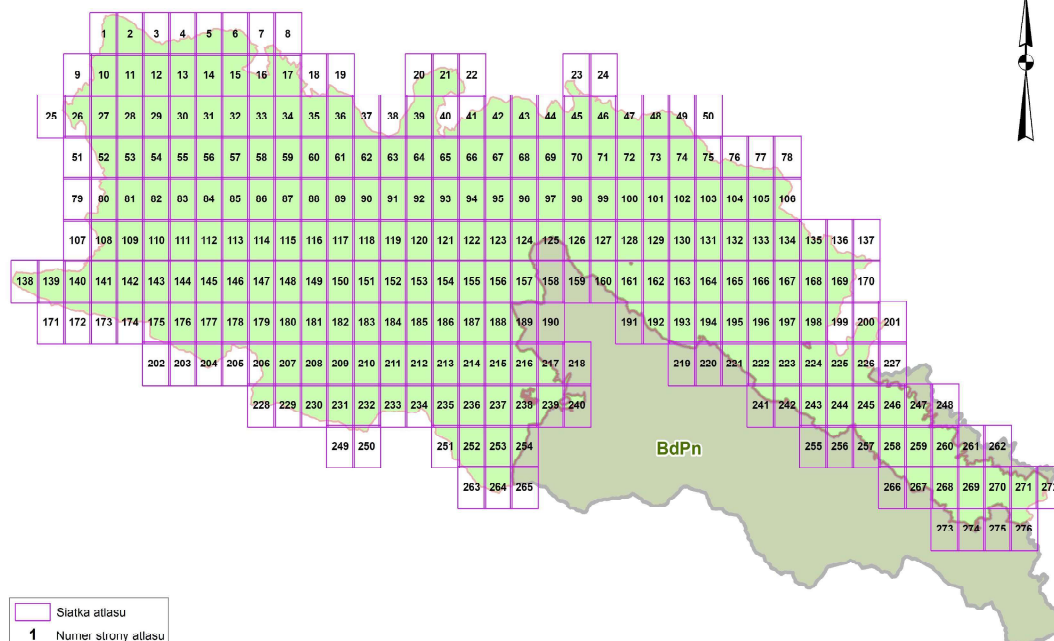 1 2 3 4 5 6 7 8
9 10 11 12 13 14 15 16 17 18 19 20 21 22 23 24
25 26 27 28 29 30 31 32 33 34 35 36 37 38 39 40 41 42 43 44 45 46 47 48 49 50
51 52 53 54 55 56 57 58 59 60 61 62 63 64 65 66 67 68 69 70 71 72 73 74 75 76 77 78
79 80 81 82 83 84 85 86 87 88 89 90 91 92 93 94 95 96 97 98 99 100 101 102 103 104 105 106
107 108 109 110 111 112 113 114 115 116 117 118 119 120 121 122 123 124 125 126 127 128 129 130 131 132 133 134 135 136 137
138 139 140 141 142 143 144 145 146 147 148 149 150 151 152 153 154 155 156 157 158 159 160 161 162 163 164 165 166 167 168 169 170
171 172 173 174 175 176 177 178 179 180 181 182 183 184 185 186 187 188 189 190 191 192 193 194 195 196 197 198 199 200 201
202 203 204 205 206 207 208 209 210 211 212 213 214 215 216 217 218 219 220 221 222 223 224 225 226 227
228 229 230 231 232 233 234 235 236 237 238 239 240 241 242 243 244 245 246 247 248
249 250 251 252 253 254 BdPn 255 256 257 258 259 260 261 262
263 264 265 266 267 268 269 270 271 272
273 274 275 276
Siatka atlasu
1 Numer strony atlasu